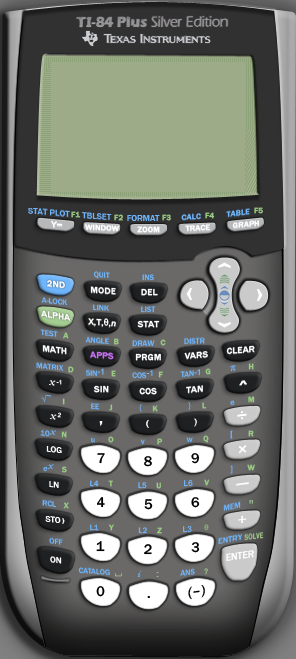 TI-84 Plus Silver Edition
TEXAS INSTRUMENTS
STAT PLOT F1 TBLSET F2 FORMAT F3 CALC F4 TABLE F5
Y= WINDOW ZOOM TRACE GRAPH
QUIT INS
2ND MODE DEL
A-LOCK LINK LIST
ALPHA X,T,θ,n STAT
TEST A ANGLE B DRAW C DISTR
MATH APPS PRGM VARS CLEAR
MATRIX D SIN⁻¹ E COS⁻¹ F TAN⁻¹ G π H
x⁻¹ SIN COS TAN ^
√ I EE J { K } L e M
x² , ( ) ÷
10ˣ N u O v P w Q [ R
LOG 7 8 9 ×
eˣ S L4 T L5 U L6 V ] W
LN 4 5 6 −
RCL X L1 Y L2 Z L3 θ MEM "
STO› 1 2 3 +
OFF CATALOG ⎵ i : ANS ? ENTRY SOLVE
ON 0 . (−) ENTER